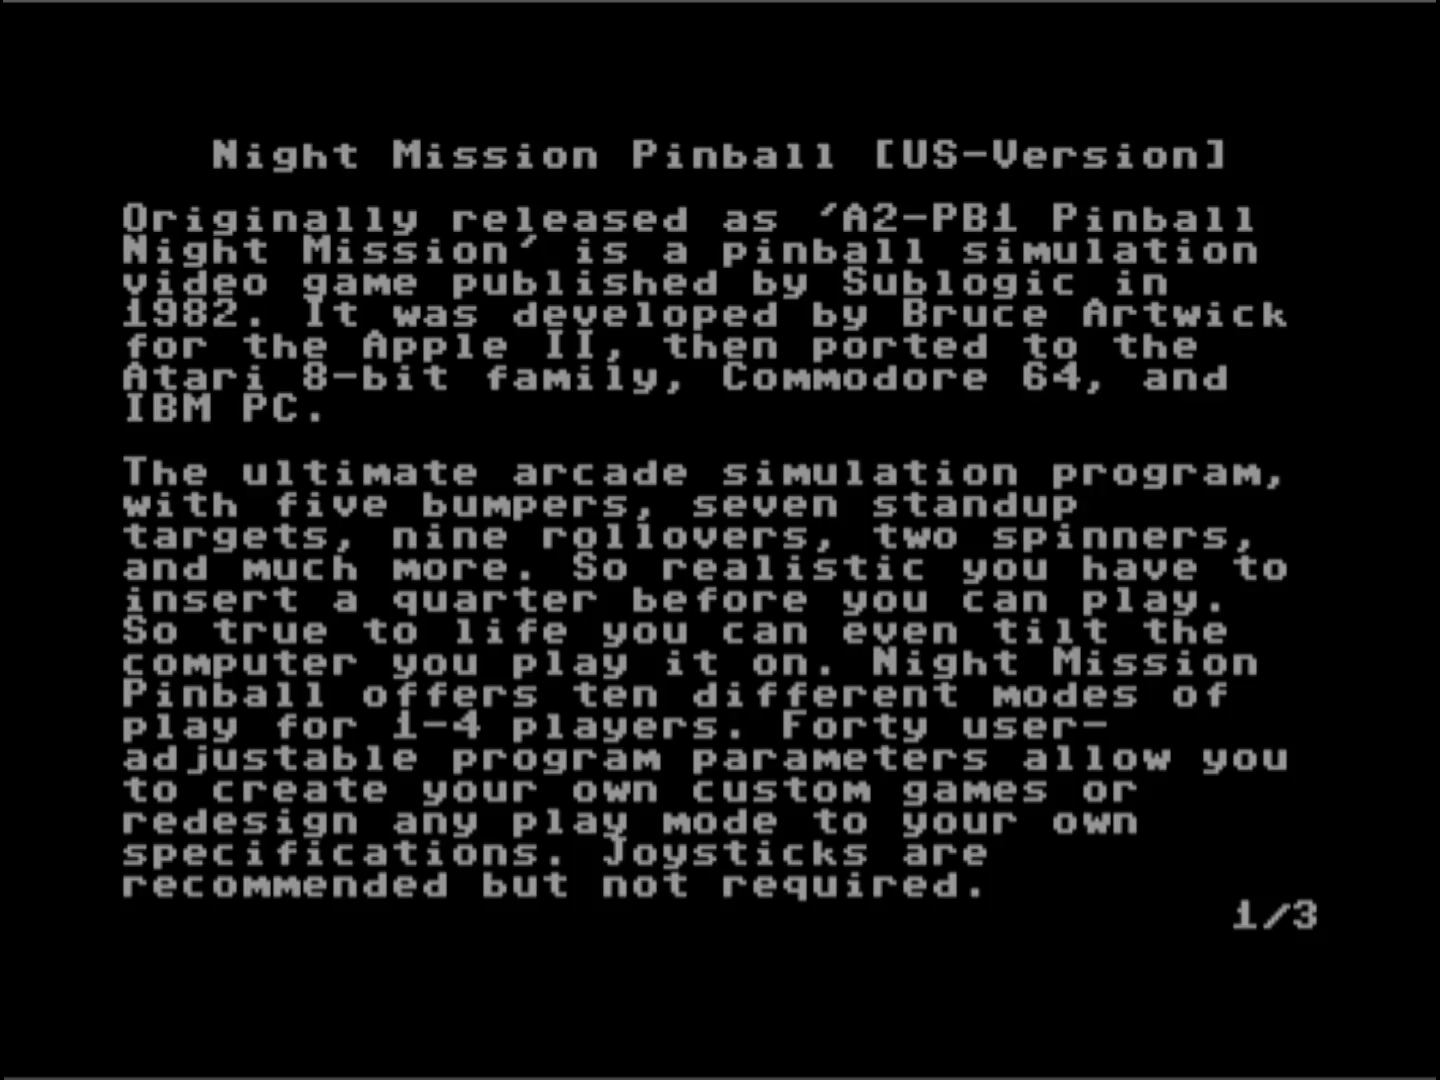 Night Mission Pinball [US-Version]
Originally released as 'A2-PB1 Pinball
Night Mission' is a pinball simulation
video game published by Sublogic in
1982. It was developed by Bruce Artwick
for the Apple II, then ported to the
Atari 8-bit family, Commodore 64, and
IBM PC.
The ultimate arcade simulation program,
with five bumpers, seven standup
targets, nine rollovers, two spinners,
and much more. So realistic you have to
insert a quarter before you can play.
So true to life you can even tilt the
computer you play it on. Night Mission
Pinball offers ten different modes of
play for 1-4 players. Forty user-
adjustable program parameters allow you
to create your own custom games or
redesign any play mode to your own
specifications. Joysticks are
recommended but not required.
1/3